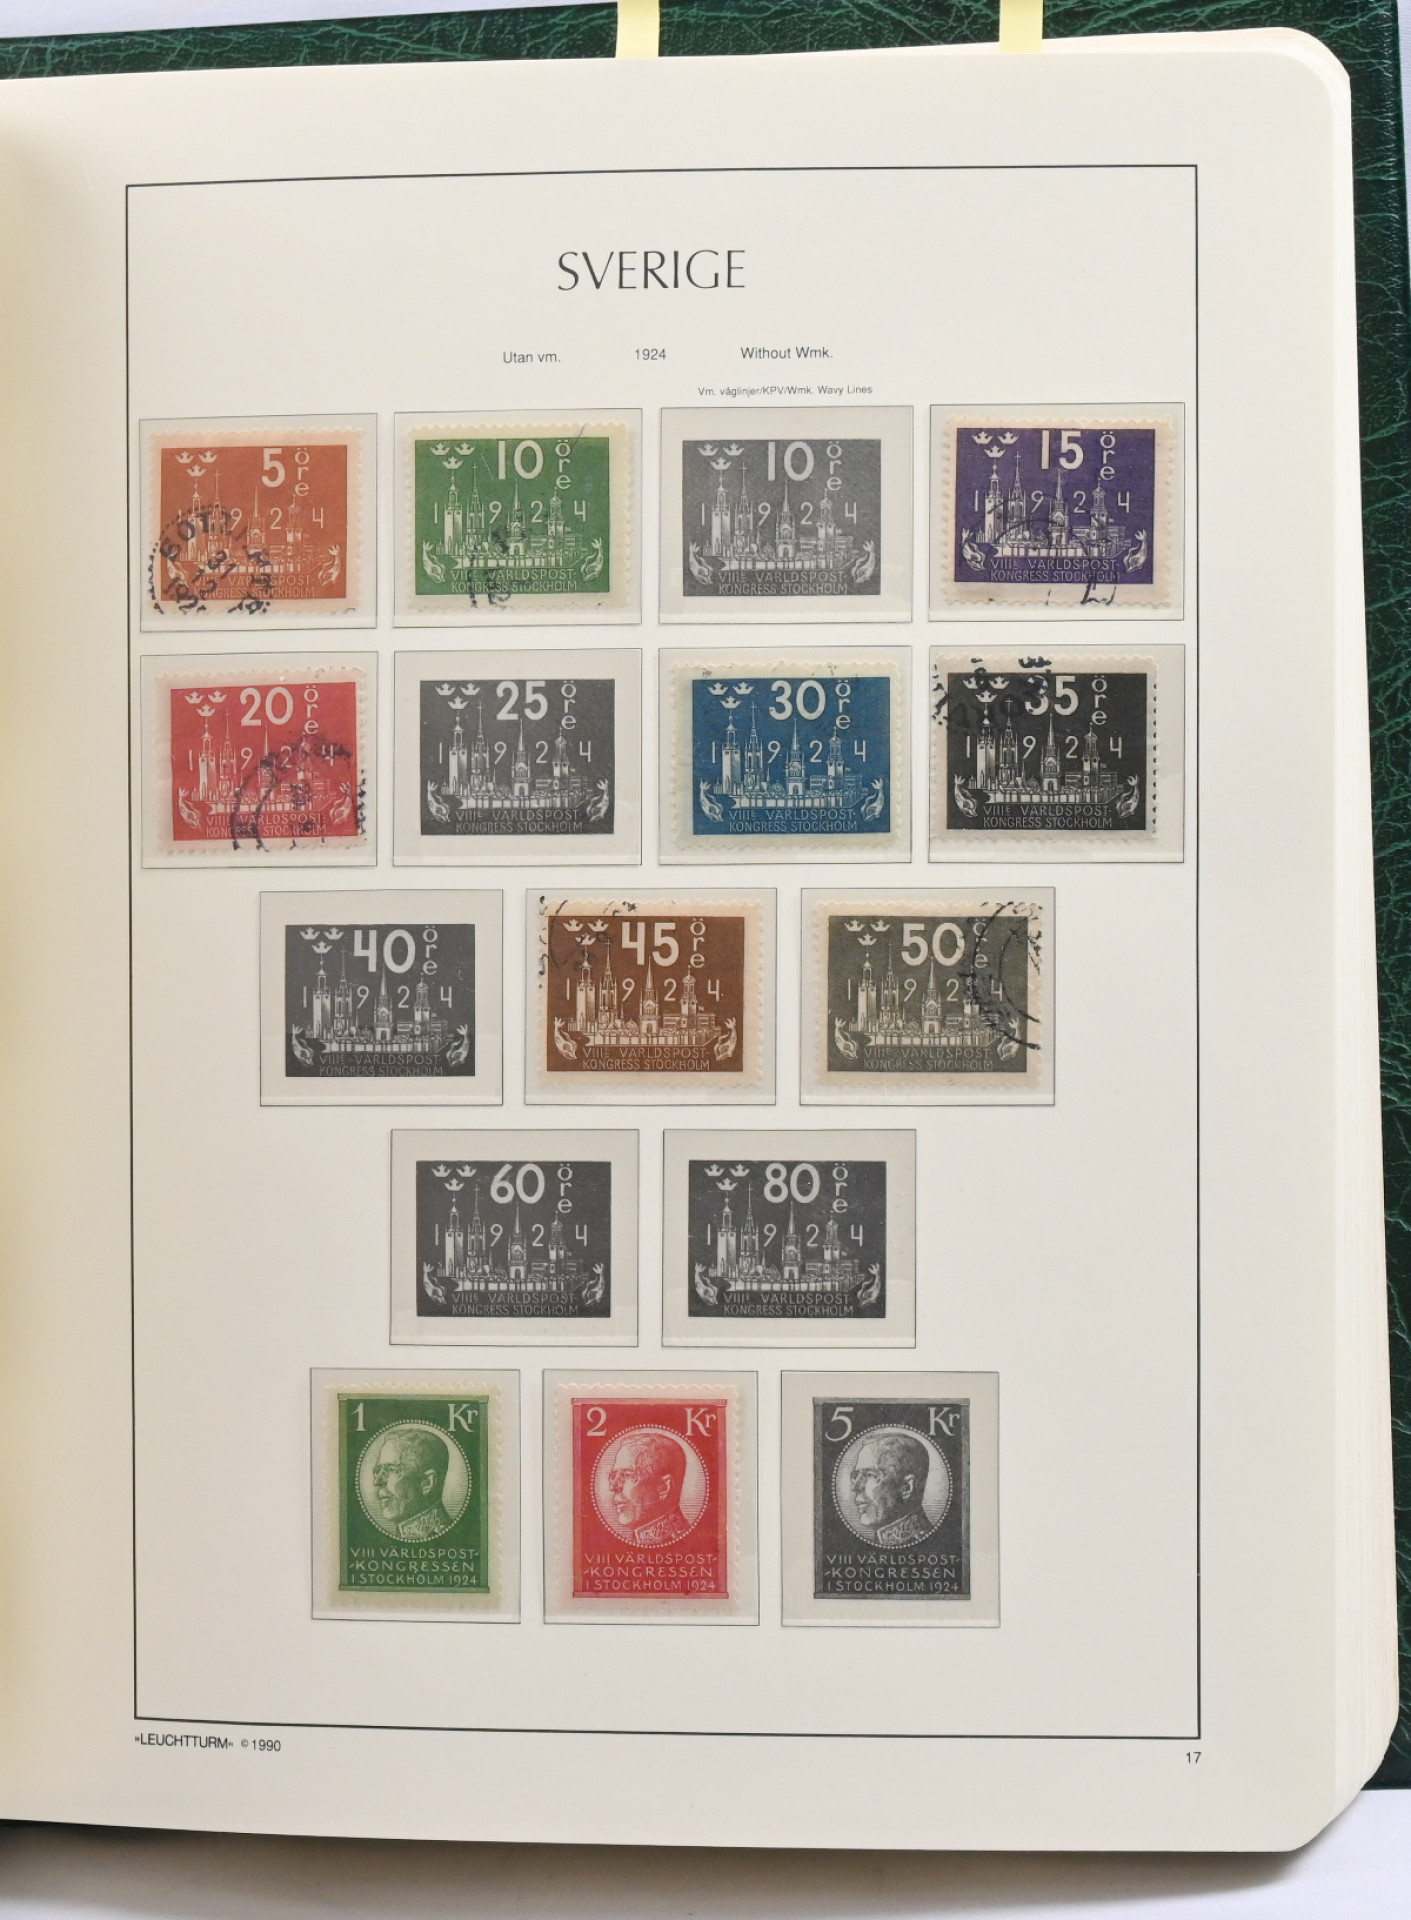 SVERIGE
Utan vm. 1924 Without Wmk.
Vm. våglinjer/KPV/Wmk. Wavy Lines
5 öre
1924
VIIIE VÄRLDSPOST-
KONGRESS STOCKHOLM
10 öre
1924
VIIIE VÄRLDSPOST-
KONGRESS STOCKHOLM
10 öre
1924
VIIIE VÄRLDSPOST-
KONGRESS STOCKHOLM
15 öre
1924
VIIIE VÄRLDSPOST-
KONGRESS STOCKHOLM
20 öre
1924
VIIIE VÄRLDSPOST-
KONGRESS STOCKHOLM
25 öre
1924
VIIIE VÄRLDSPOST-
KONGRESS STOCKHOLM
30 öre
1924
VIIIE VÄRLDSPOST-
KONGRESS STOCKHOLM
35 öre
1924
VIIIE VÄRLDSPOST-
KONGRESS STOCKHOLM
40 öre
1924
VIIIE VÄRLDSPOST-
KONGRESS STOCKHOLM
45 öre
1924
VIIIE VÄRLDSPOST-
KONGRESS STOCKHOLM
50 öre
1924
VIIIE VÄRLDSPOST-
KONGRESS STOCKHOLM
60 öre
1924
VIIIE VÄRLDSPOST-
KONGRESS STOCKHOLM
80 öre
1924
VIIIE VÄRLDSPOST-
KONGRESS STOCKHOLM
1 Kr
VIII VÄRLDSPOST-
-KONGRESSEN
I STOCKHOLM 1924
2 Kr
VIII VÄRLDSPOST-
-KONGRESSEN
I STOCKHOLM 1924
5 Kr
VIII VÄRLDSPOST-
-KONGRESSEN
I STOCKHOLM 1924
»LEUCHTTURM« © 1990
17